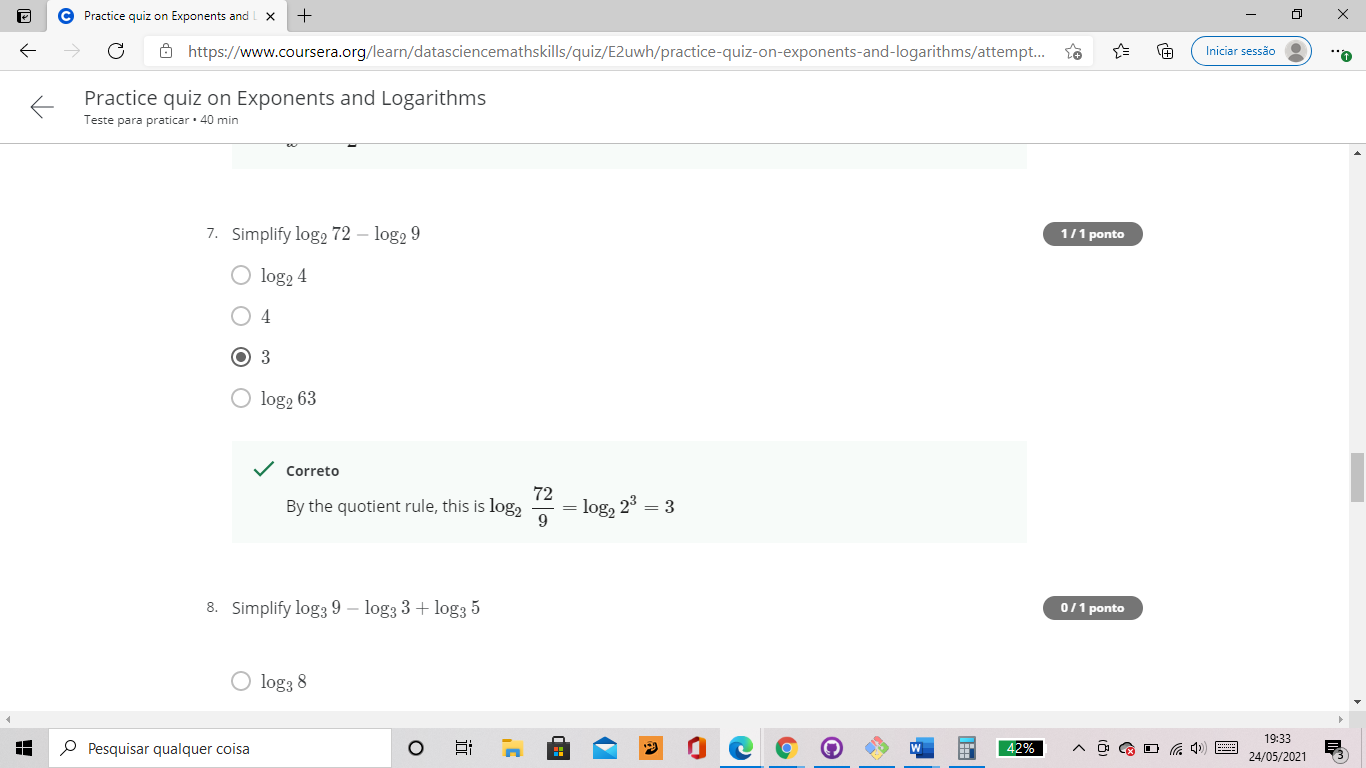 Practice quiz on Exponents and L
https://www.coursera.org/learn/datasciencemathskills/quiz/E2uwh/practice-quiz-on-exponents-and-logarithms/attempt...
Iniciar sessão
Practice quiz on Exponents and Logarithms
Teste para praticar • 40 min
7. Simplify log₂ 72 − log₂ 9
1 / 1 ponto
log₂ 4
4
3
log₂ 63
Correto
By the quotient rule, this is log₂ 72/9 = log₂ 2³ = 3
8. Simplify log₃ 9 − log₃ 3 + log₃ 5
0 / 1 ponto
log₃ 8
Pesquisar qualquer coisa
42%
19:33
24/05/2021
3